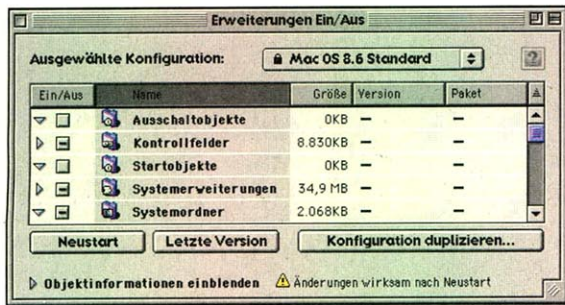 Erweiterungen Ein/Aus
Ausgewählte Konfiguration: Mac OS 8.6 Standard ?
Ein/Aus Name Größe Version Paket
Ausschaltobjekte 0KB – –
Kontrollfelder 8.830KB – –
Startobjekte 0KB – –
Systemerweiterungen 34,9 MB – –
Systemordner 2.068KB – –
Neustart Letzte Version Konfiguration duplizieren...
Objektinformationen einblenden Änderungen wirksam nach Neustart